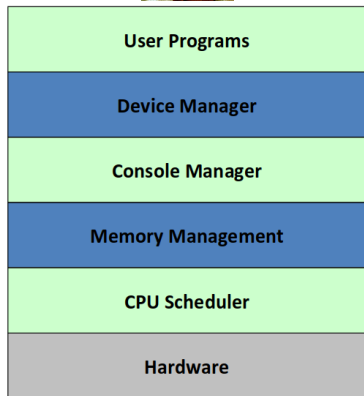 User Programs
Device Manager
Console Manager
Memory Management
CPU Scheduler
Hardware